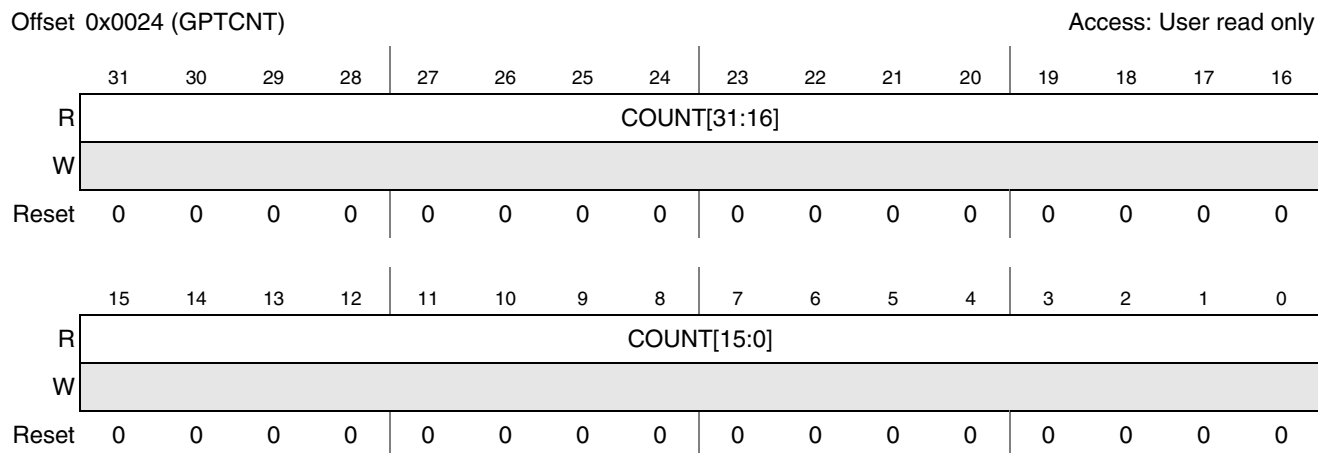 Offset 0x0024 (GPTCNT) Access: User read only
31 30 29 28 27 26 25 24 23 22 21 20 19 18 17 16
R COUNT[31:16]
W
Reset 0 0 0 0 0 0 0 0 0 0 0 0 0 0 0 0
15 14 13 12 11 10 9 8 7 6 5 4 3 2 1 0
R COUNT[15:0]
W
Reset 0 0 0 0 0 0 0 0 0 0 0 0 0 0 0 0